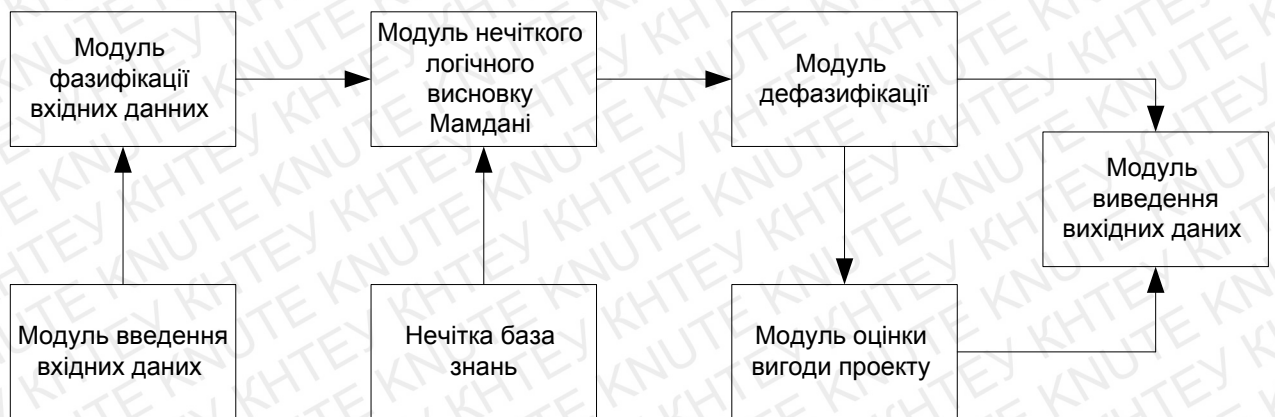 Модуль
фазифікації
вхідних данних
Модуль нечіткого
логічного
висновку
Мамдані
Модуль
дефазифікації
Модуль
виведення
вихідних даних
Модуль введення
вхідних даних
Нечітка база
знань
Модуль оцінки
вигоди проекту